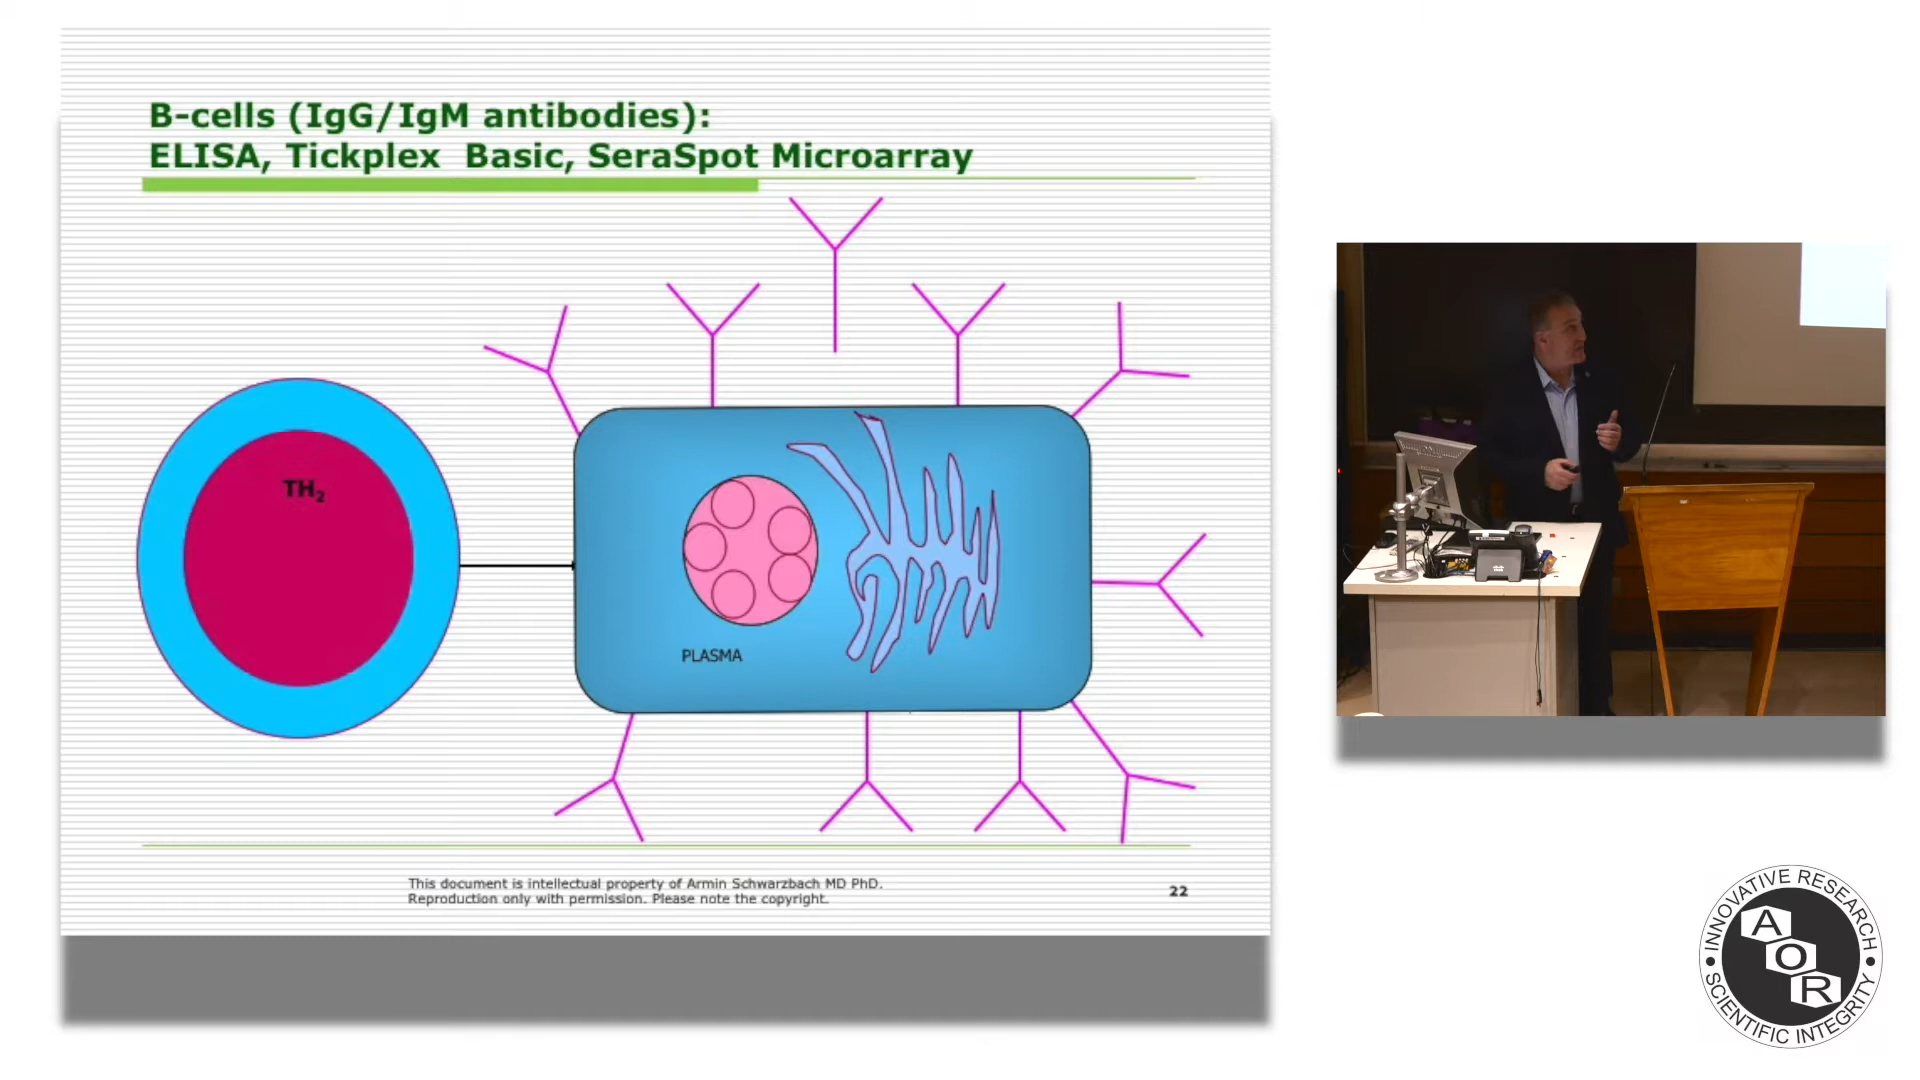 B-cells (IgG/IgM antibodies):
ELISA, Tickplex Basic, SeraSpot Microarray
TH₂
PLASMA
This document is intellectual property of Armin Schwarzbach MD PhD.
Reproduction only with permission. Please note the copyright.
22
INNOVATIVE RESEARCH
AOR
SCIENTIFIC INTEGRITY